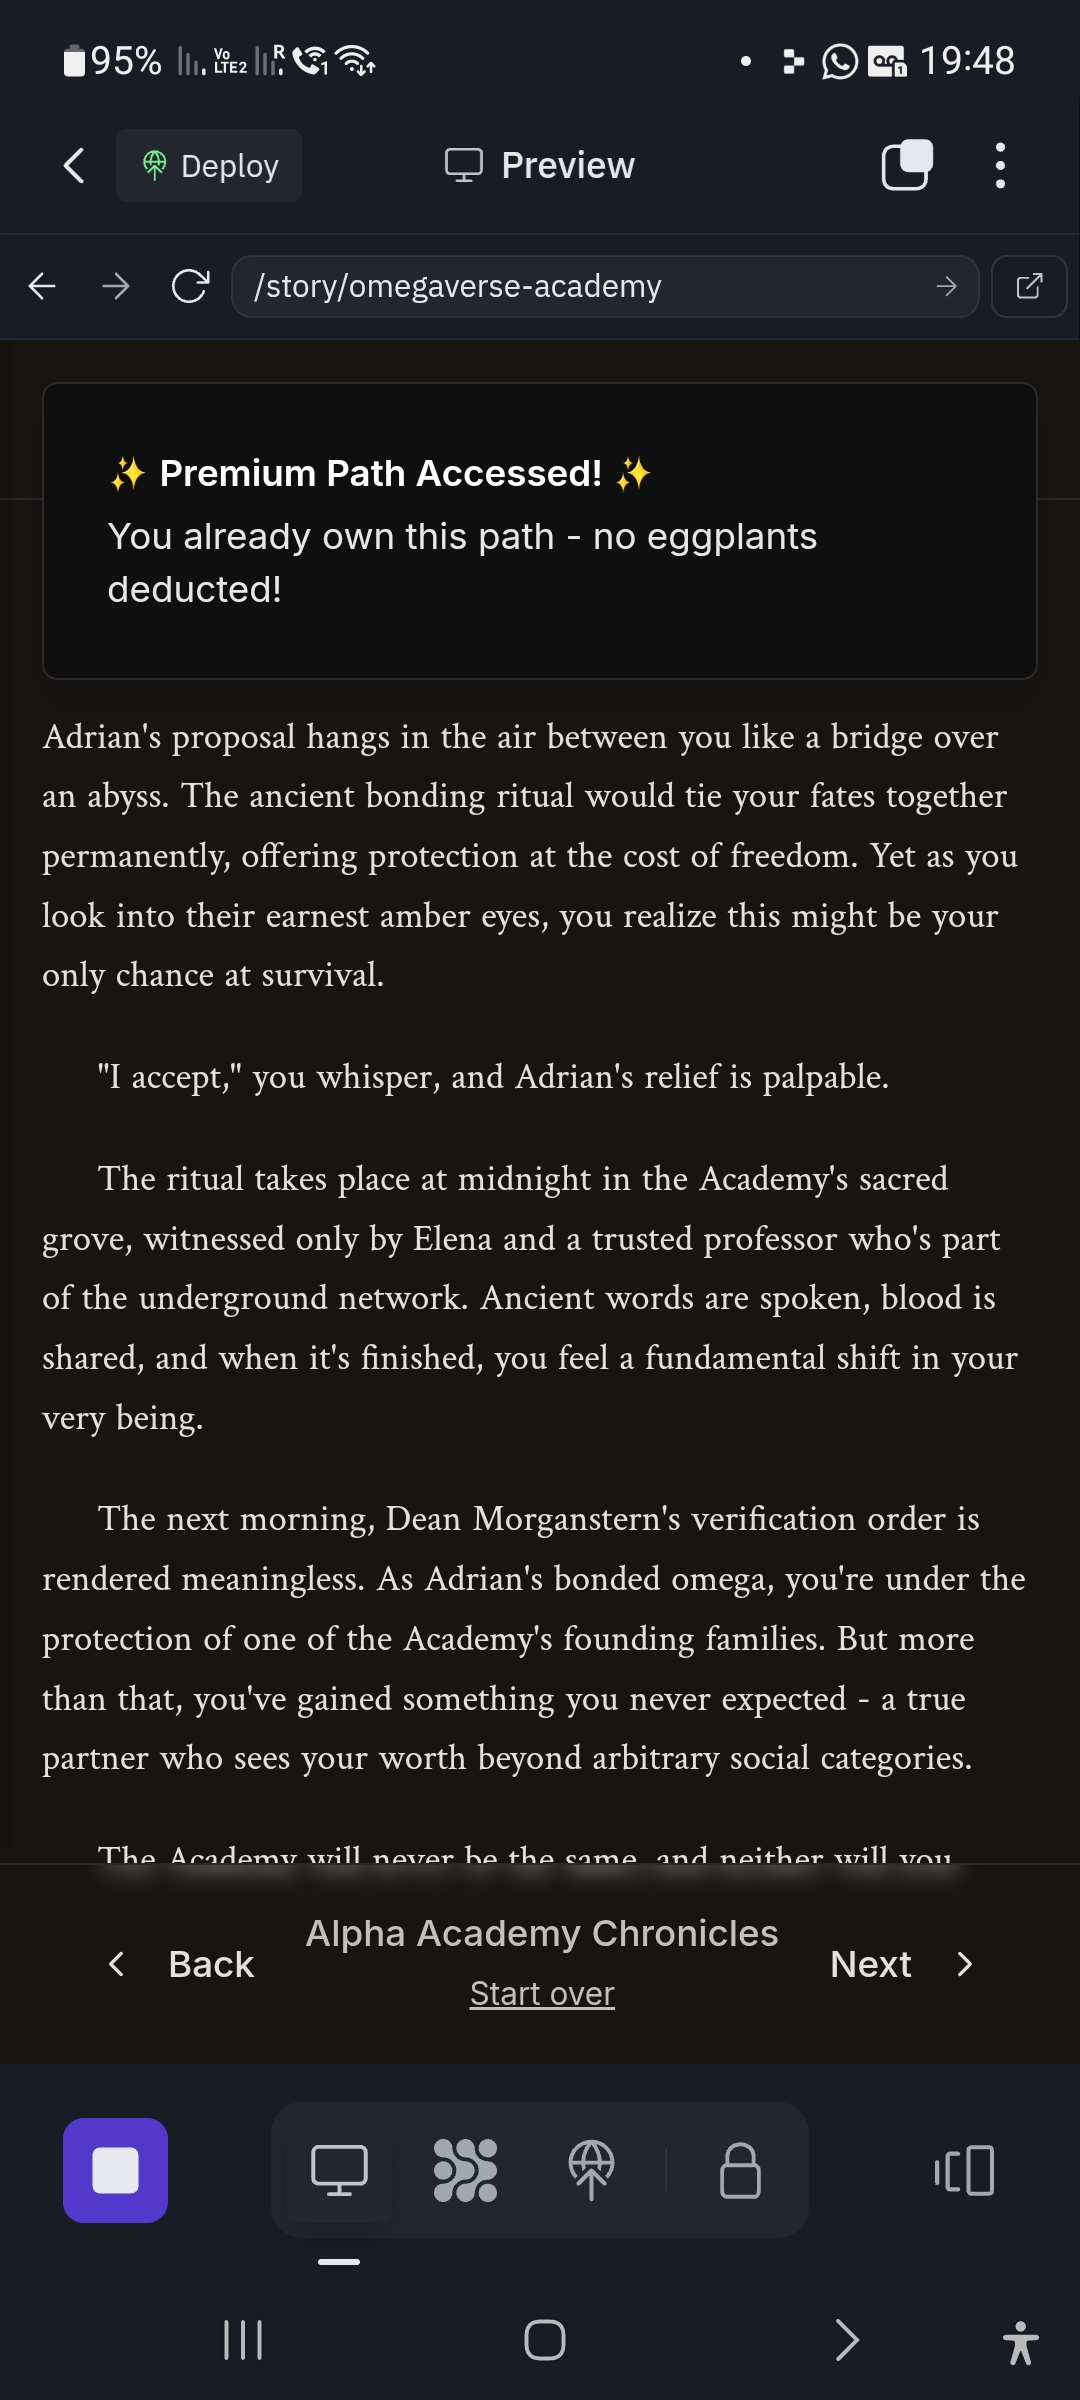 95% Vo LTE2 R 1 1 19:48
Deploy Preview
/story/omegaverse-academy
✨ Premium Path Accessed! ✨
You already own this path - no eggplants
deducted!
Adrian's proposal hangs in the air between you like a bridge over
an abyss. The ancient bonding ritual would tie your fates together
permanently, offering protection at the cost of freedom. Yet as you
look into their earnest amber eyes, you realize this might be your
only chance at survival.
"I accept," you whisper, and Adrian's relief is palpable.
The ritual takes place at midnight in the Academy's sacred
grove, witnessed only by Elena and a trusted professor who's part
of the underground network. Ancient words are spoken, blood is
shared, and when it's finished, you feel a fundamental shift in your
very being.
The next morning, Dean Morganstern's verification order is
rendered meaningless. As Adrian's bonded omega, you're under the
protection of one of the Academy's founding families. But more
than that, you've gained something you never expected - a true
partner who sees your worth beyond arbitrary social categories.
The Academy will never be the same, and neither will you.
Back Alpha Academy Chronicles Next
Start over